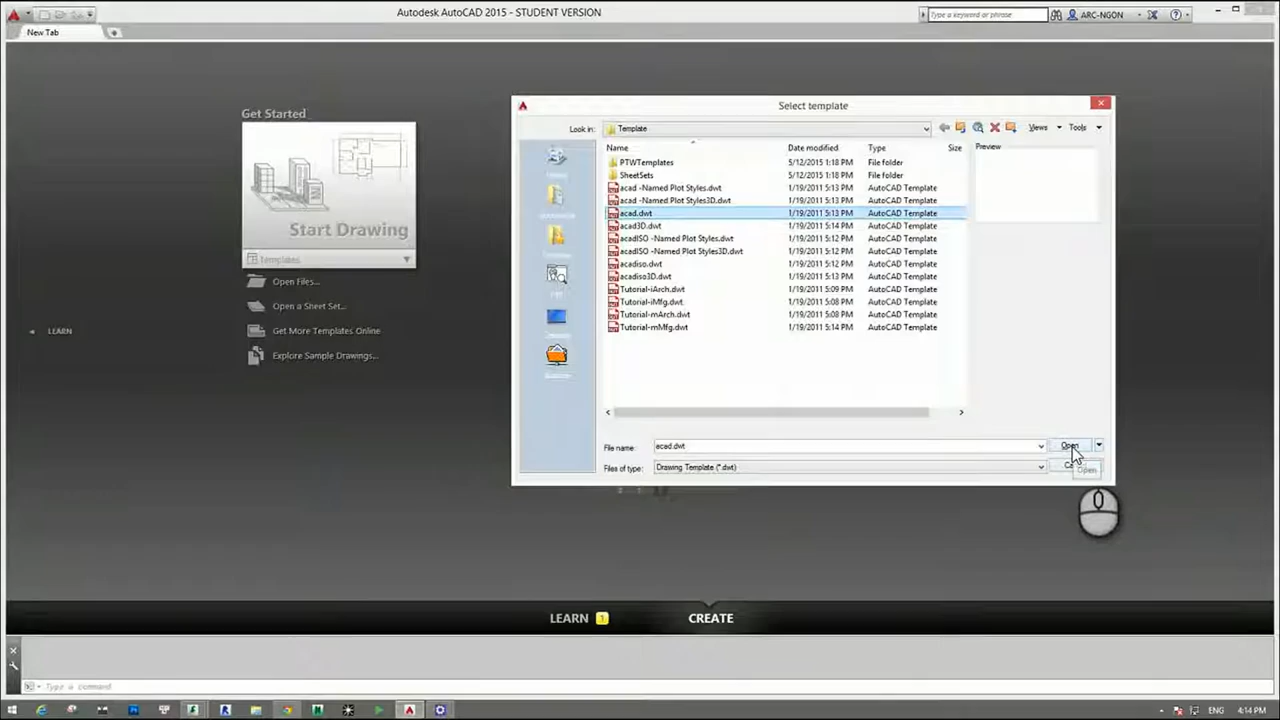 Autodesk AutoCAD 2015 - STUDENT VERSION
Type a keyword or phrase
ARC-NGON
New Tab
Get Started
Start Drawing
Templates
Open Files...
Open a Sheet Set...
Get More Templates Online
Explore Sample Drawings...
LEARN
Select template
Look in:
Template
Views
Tools
Name
Date modified
Type
Size
Preview
PTWTemplates 5/12/2015 1:18 PM File folder
SheetSets 5/12/2015 1:18 PM File folder
acad -Named Plot Styles.dwt 1/19/2011 5:13 PM AutoCAD Template
acad -Named Plot Styles3D.dwt 1/19/2011 5:13 PM AutoCAD Template
acad.dwt 1/19/2011 5:13 PM AutoCAD Template
acad3D.dwt 1/19/2011 5:14 PM AutoCAD Template
acadISO -Named Plot Styles.dwt 1/19/2011 5:12 PM AutoCAD Template
acadISO -Named Plot Styles3D.dwt 1/19/2011 5:12 PM AutoCAD Template
acadiso.dwt 1/19/2011 5:12 PM AutoCAD Template
acadiso3D.dwt 1/19/2011 5:12 PM AutoCAD Template
Tutorial-iArch.dwt 1/19/2011 5:09 PM AutoCAD Template
Tutorial-iMfg.dwt 1/19/2011 5:08 PM AutoCAD Template
Tutorial-mArch.dwt 1/19/2011 5:08 PM AutoCAD Template
Tutorial-mMfg.dwt 1/19/2011 5:14 PM AutoCAD Template
File name:
acad.dwt
Open
Files of type:
Drawing Template (*.dwt)
Open
LEARN 1
CREATE
Type a command
ENG 4:14 PM